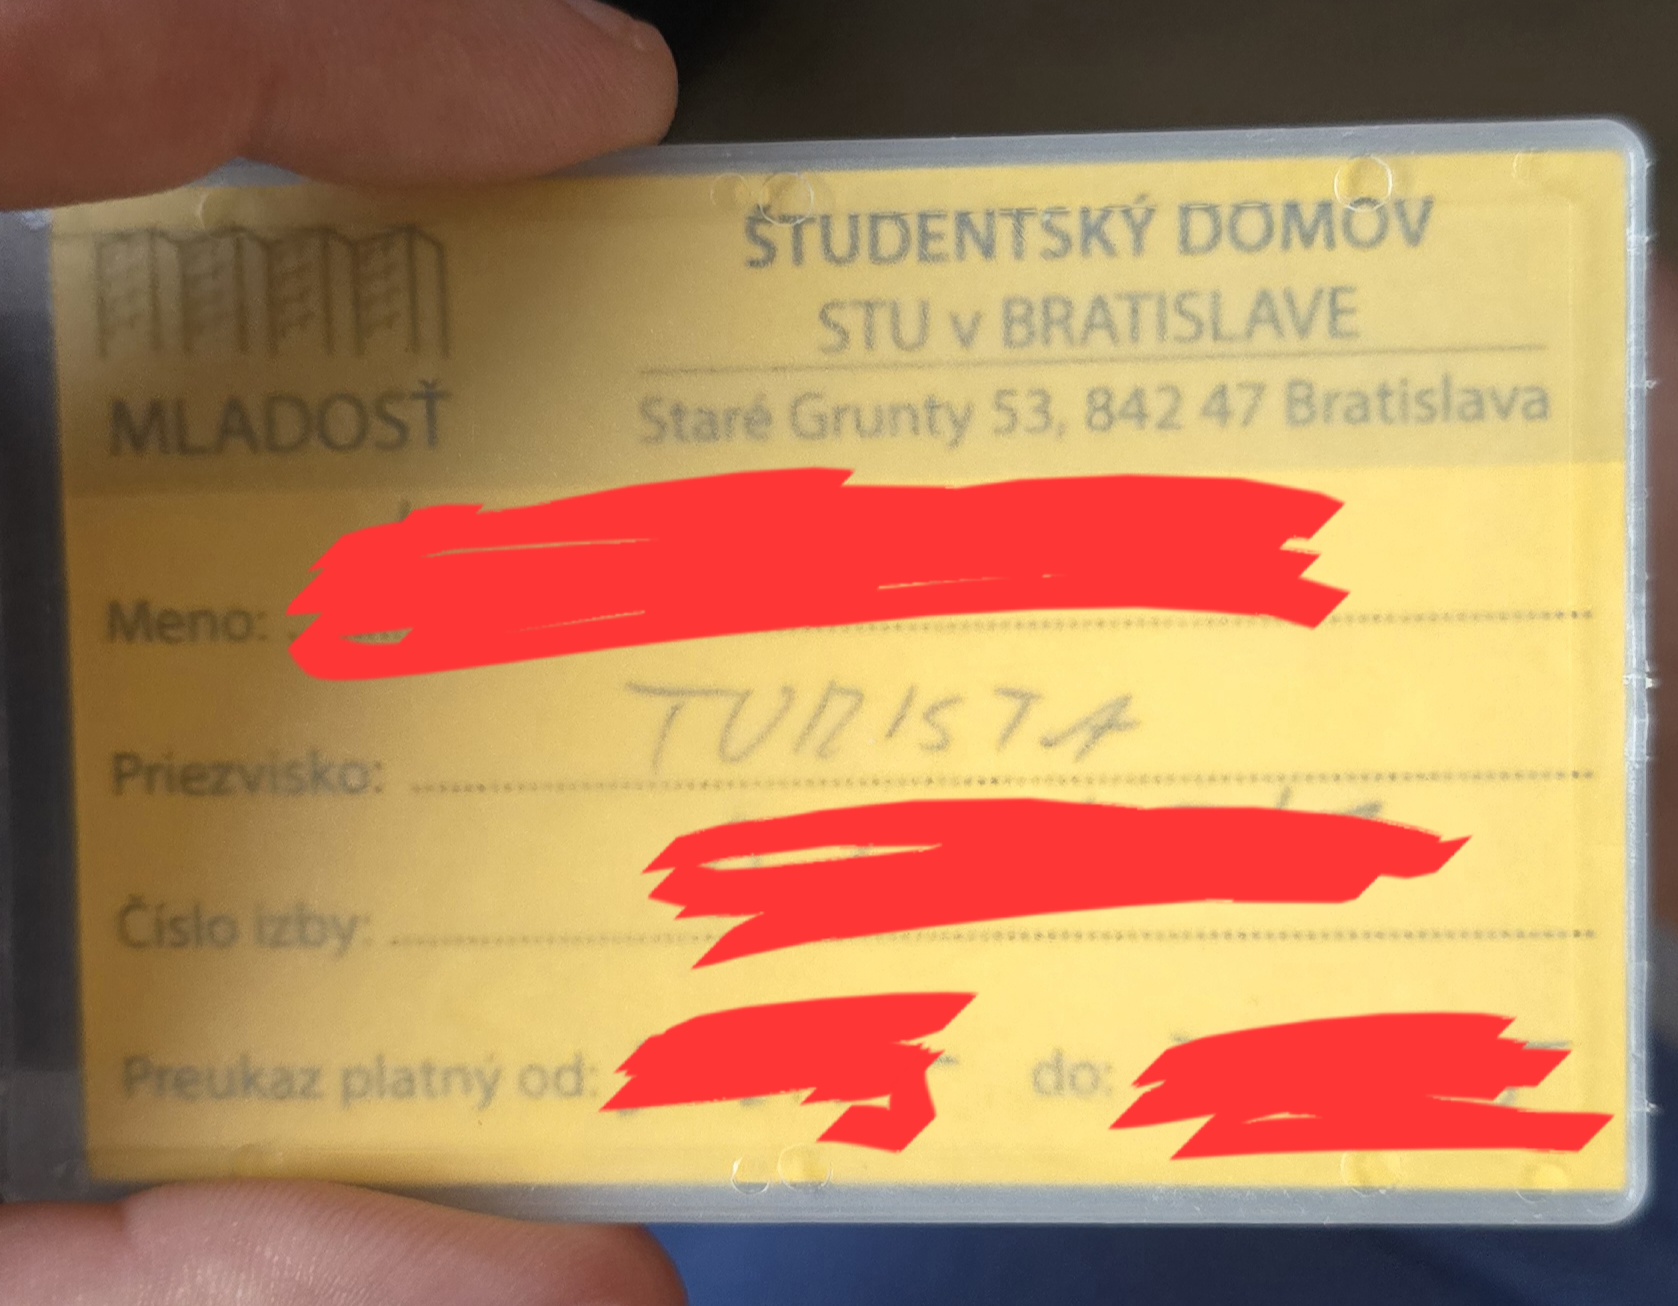 ŠTUDENTSKÝ DOMOV
STU v BRATISLAVE
MLADOSŤ
Staré Grunty 53, 842 47 Bratislava
Meno:
Priezvisko: TURISTA
Číslo izby:
Preukaz platný od: do: